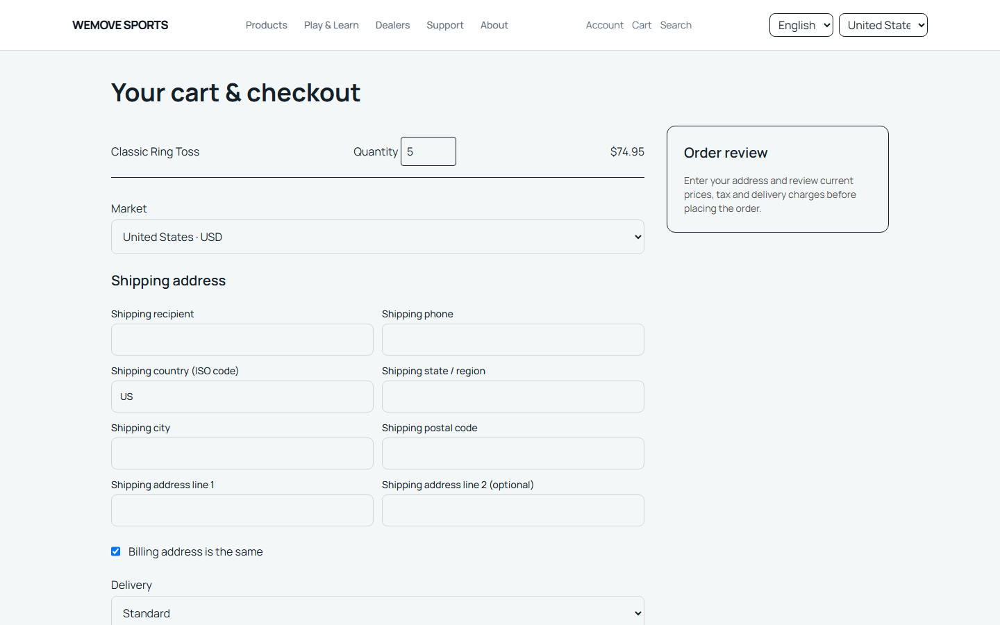 WEMOVE SPORTS
Products Play & Learn Dealers Support About
Account Cart Search
English United State
Your cart & checkout
Classic Ring Toss Quantity 5 $74.95
Order review
Enter your address and review current
prices, tax and delivery charges before
placing the order.
Market
United States · USD
Shipping address
Shipping recipient Shipping phone
Shipping country (ISO code) Shipping state / region
US
Shipping city Shipping postal code
Shipping address line 1 Shipping address line 2 (optional)
Billing address is the same
Delivery
Standard